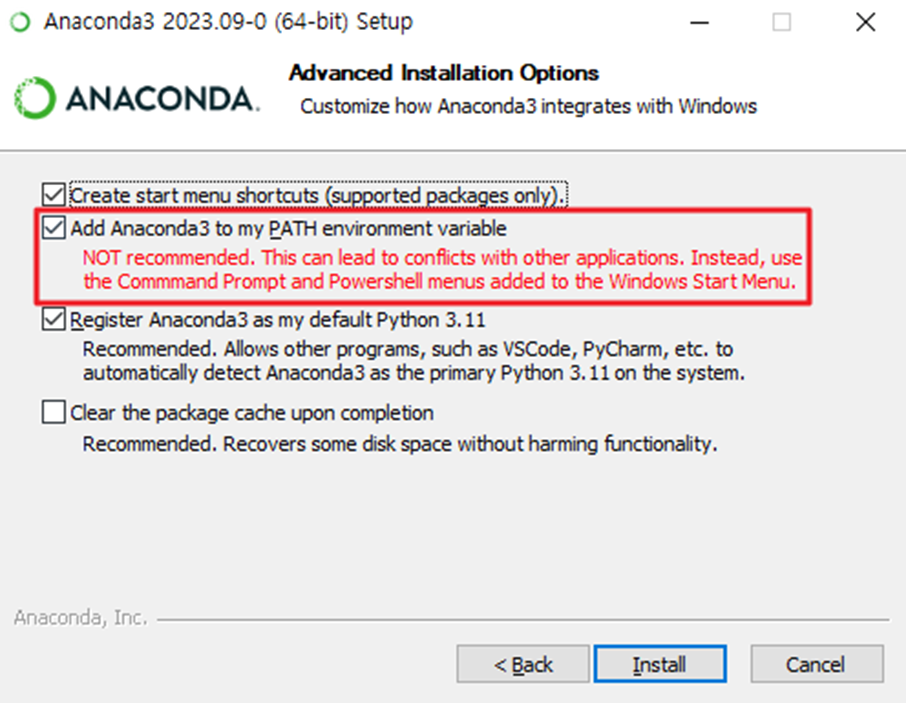 Anaconda3 2023.09-0 (64-bit) Setup
ANACONDA.
Advanced Installation Options
Customize how Anaconda3 integrates with Windows
Create start menu shortcuts (supported packages only).
Add Anaconda3 to my PATH environment variable
NOT recommended. This can lead to conflicts with other applications. Instead, use
the Commmand Prompt and Powershell menus added to the Windows Start Menu.
Register Anaconda3 as my default Python 3.11
Recommended. Allows other programs, such as VSCode, PyCharm, etc. to
automatically detect Anaconda3 as the primary Python 3.11 on the system.
Clear the package cache upon completion
Recommended. Recovers some disk space without harming functionality.
Anaconda, Inc.
< Back
Install
Cancel